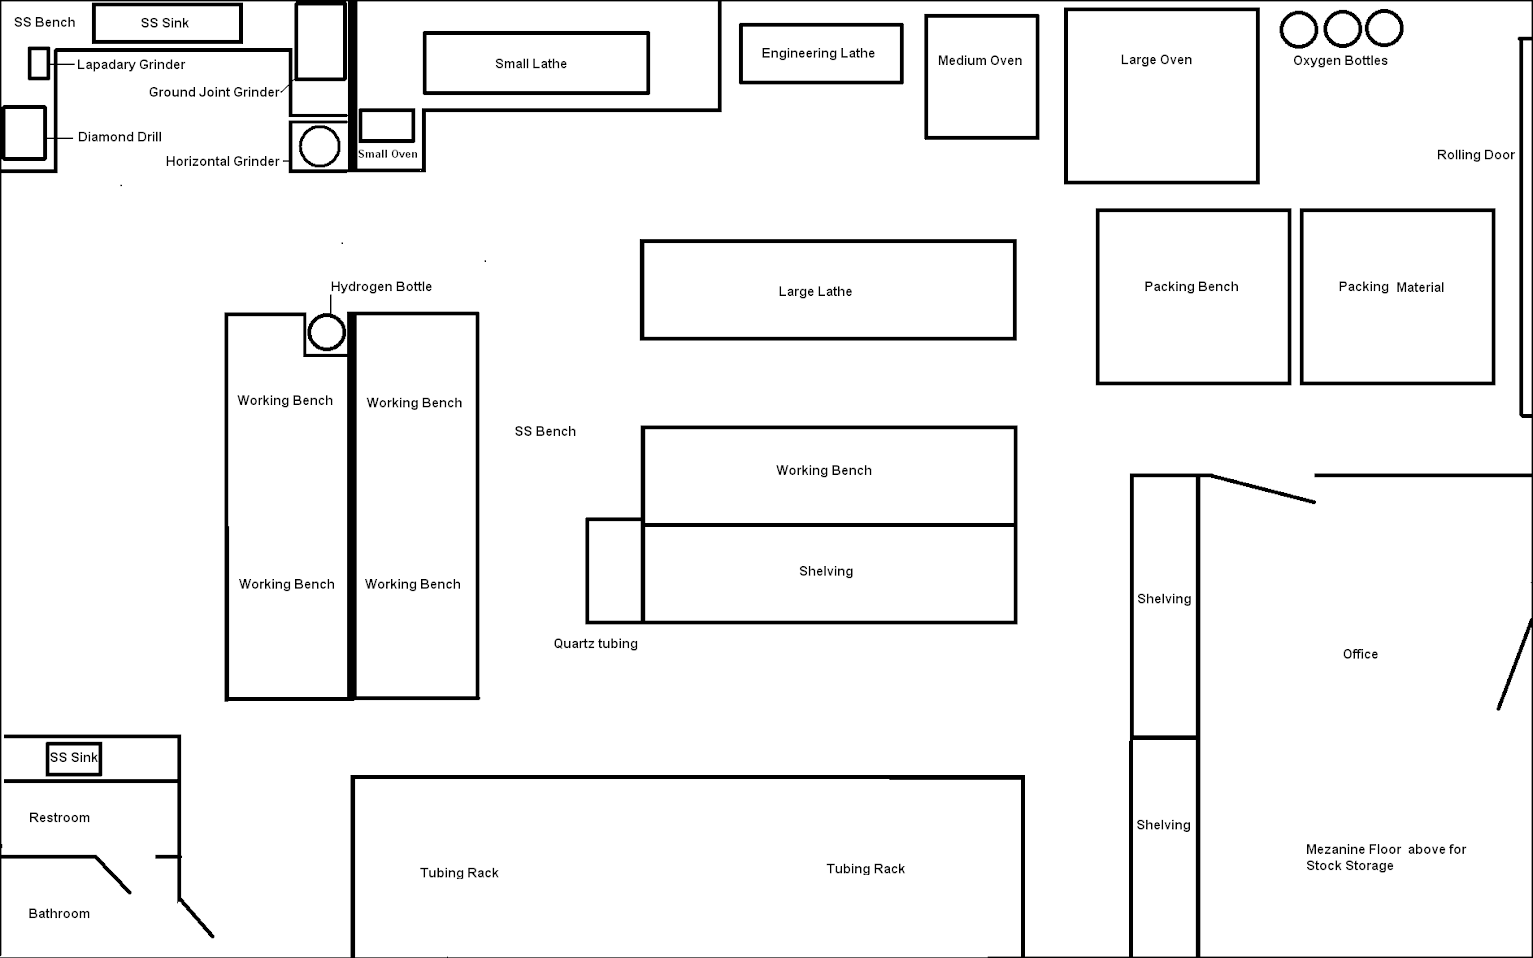 SS Bench
SS Sink
Lapadary Grinder
Ground Joint Grinder
Diamond Drill
Horizontal Grinder
Small Lathe
Small Oven
Engineering Lathe
Medium Oven
Large Oven
Oxygen Bottles
Rolling Door
Hydrogen Bottle
Large Lathe
Packing Bench
Packing Material
Working Bench
Working Bench
SS Bench
Working Bench
Working Bench
Working Bench
Shelving
Quartz tubing
Shelving
Office
SS Sink
Restroom
Bathroom
Tubing Rack
Tubing Rack
Shelving
Mezanine Floor above for
Stock Storage